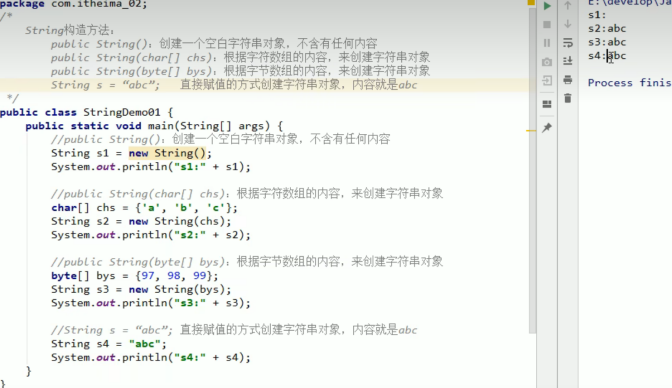 package com.itheima_02;
/*
String构造方法:
public String(): 创建一个空白字符串对象，不含有任何内容
public String(char[] chs): 根据字符数组的内容，来创建字符串对象
public String(byte[] bys): 根据字节数组的内容，来创建字符串对象
String s = “abc”; 直接赋值的方式创建字符串对象，内容就是abc
*/
public class StringDemo01 {
public static void main(String[] args) {
//public String(): 创建一个空白字符串对象，不含有任何内容
String s1 = new String();
System.out.println("s1:" + s1);
//public String(char[] chs): 根据字符数组的内容，来创建字符串对象
char[] chs = {'a', 'b', 'c'};
String s2 = new String(chs);
System.out.println("s2:" + s2);
//public String(byte[] bys): 根据字节数组的内容，来创建字符串对象
byte[] bys = {97, 98, 99};
String s3 = new String(bys);
System.out.println("s3:" + s3);
//String s = “abc”; 直接赋值的方式创建字符串对象，内容就是abc
String s4 = "abc";
System.out.println("s4:" + s4);
}
}
E:\develop\Ja
s1:
s2:abc
s3:abc
s4:abc
Process finis